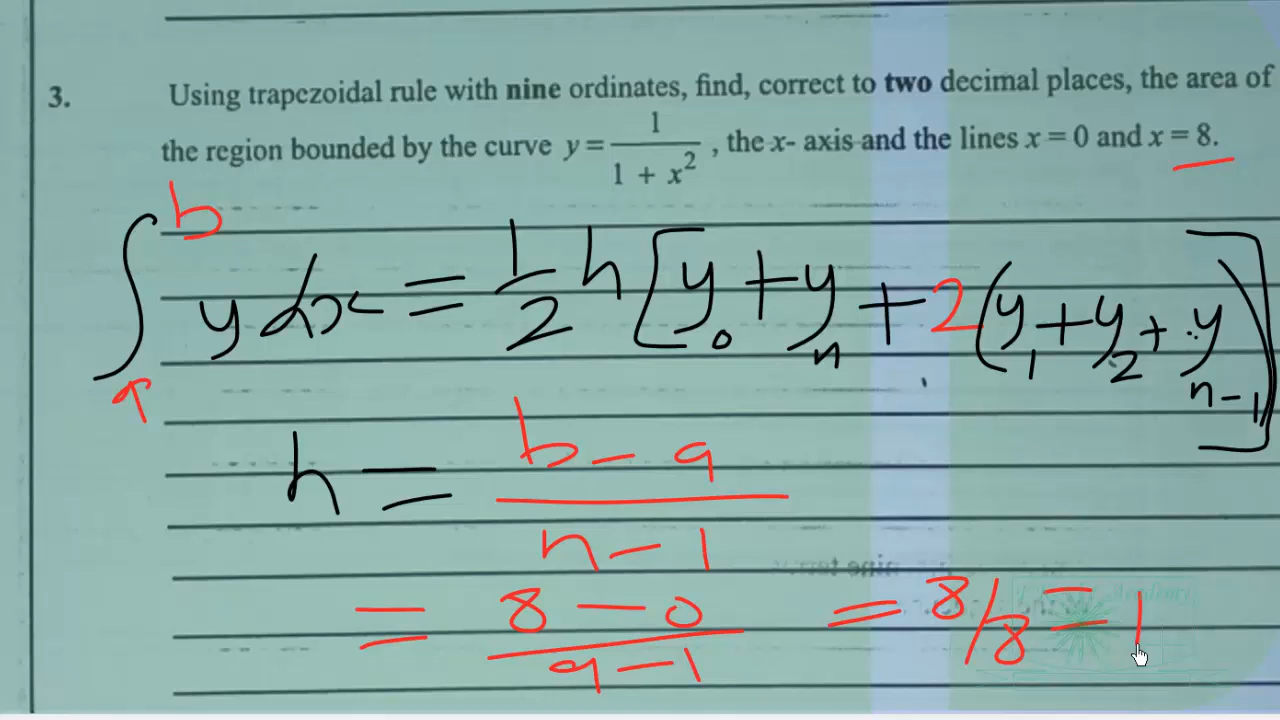 3. Using trapezoidal rule with nine ordinates, find, correct to two decimal places, the area of
the region bounded by the curve y = 1 / (1 + x²) , the x- axis and the lines x = 0 and x = 8.
∫ₐᵇ y dx = 1/2 h [y₀ + yₙ + 2(y₁ + y₂ + .yₙ₋₁)]
h = (b - a) / (n - 1)
= (8 - 0) / (9 - 1) = 8/8 = 1